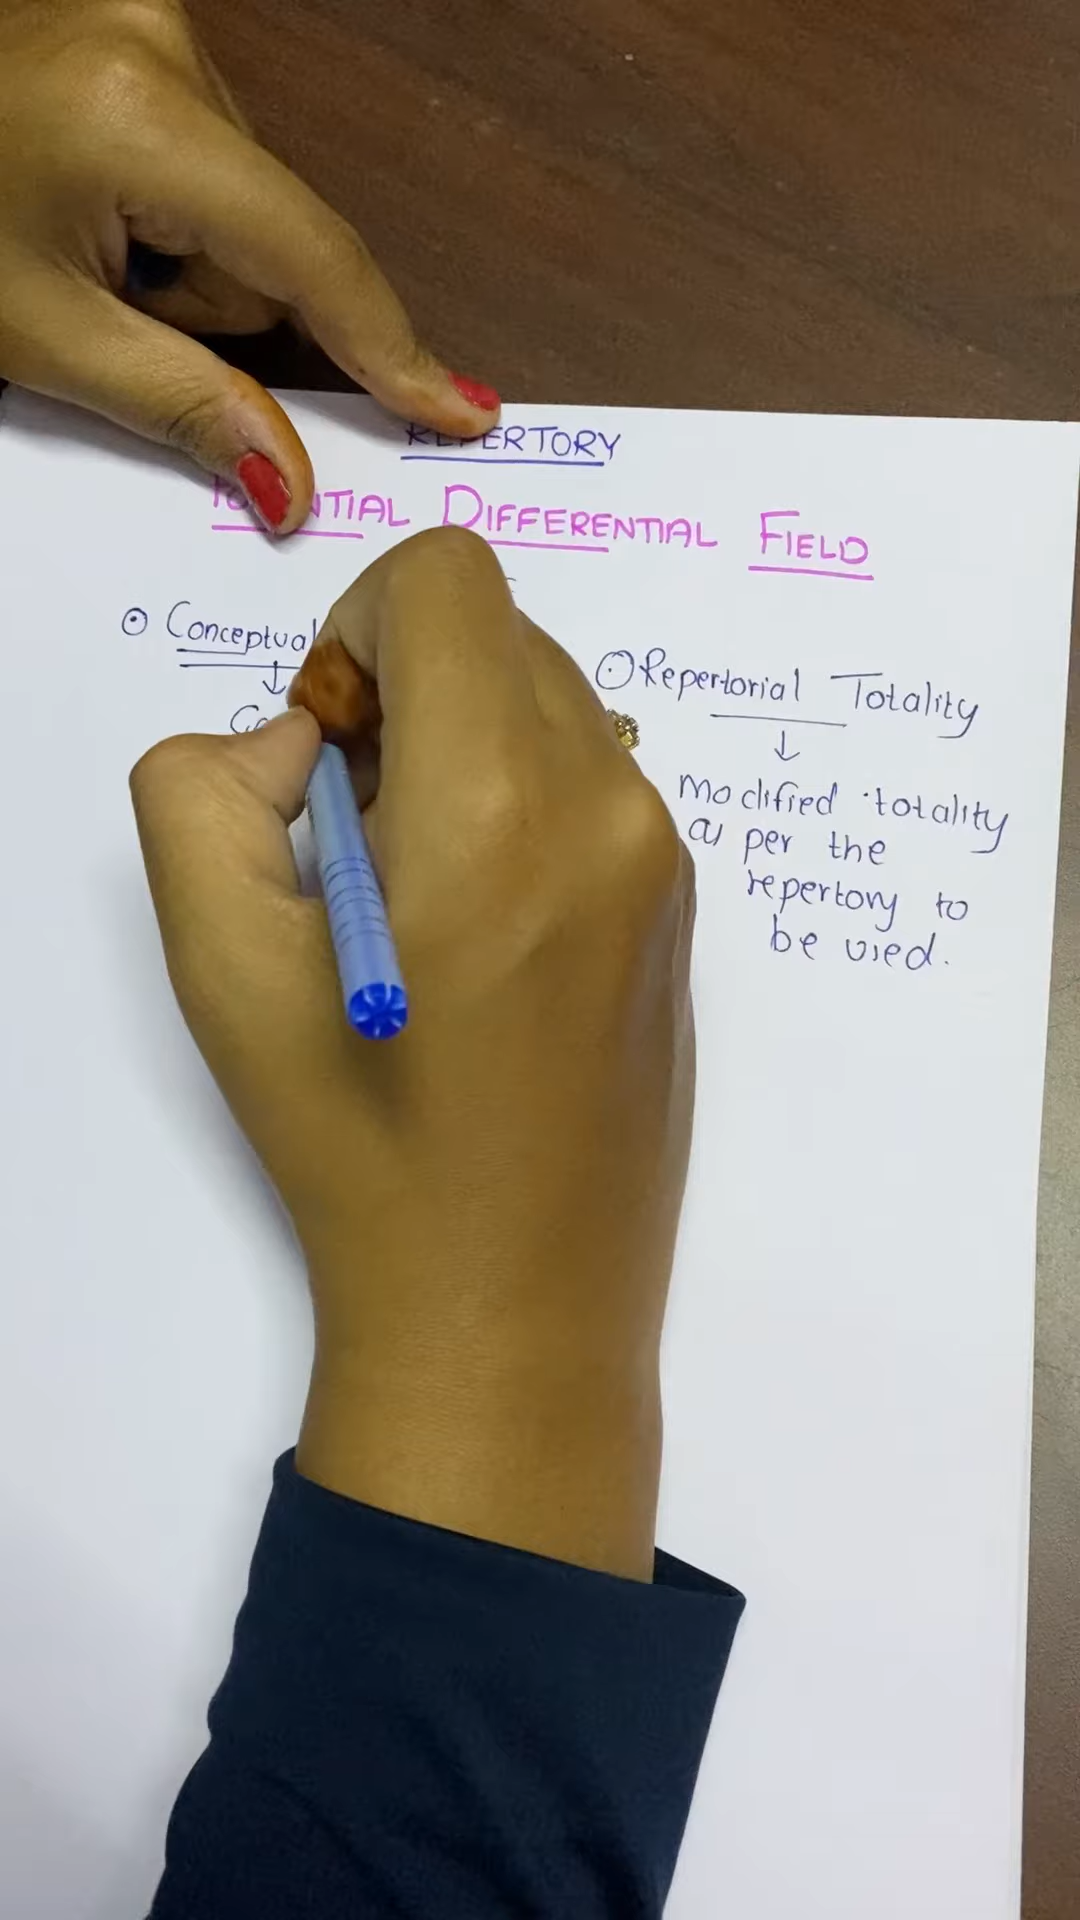 REPERTORY
DIFFERENTIAL FIELD
⊙ Conceptual
↓
⊙ Repertorial Totality
↓
modified totality
as per the
repertory to
be used.